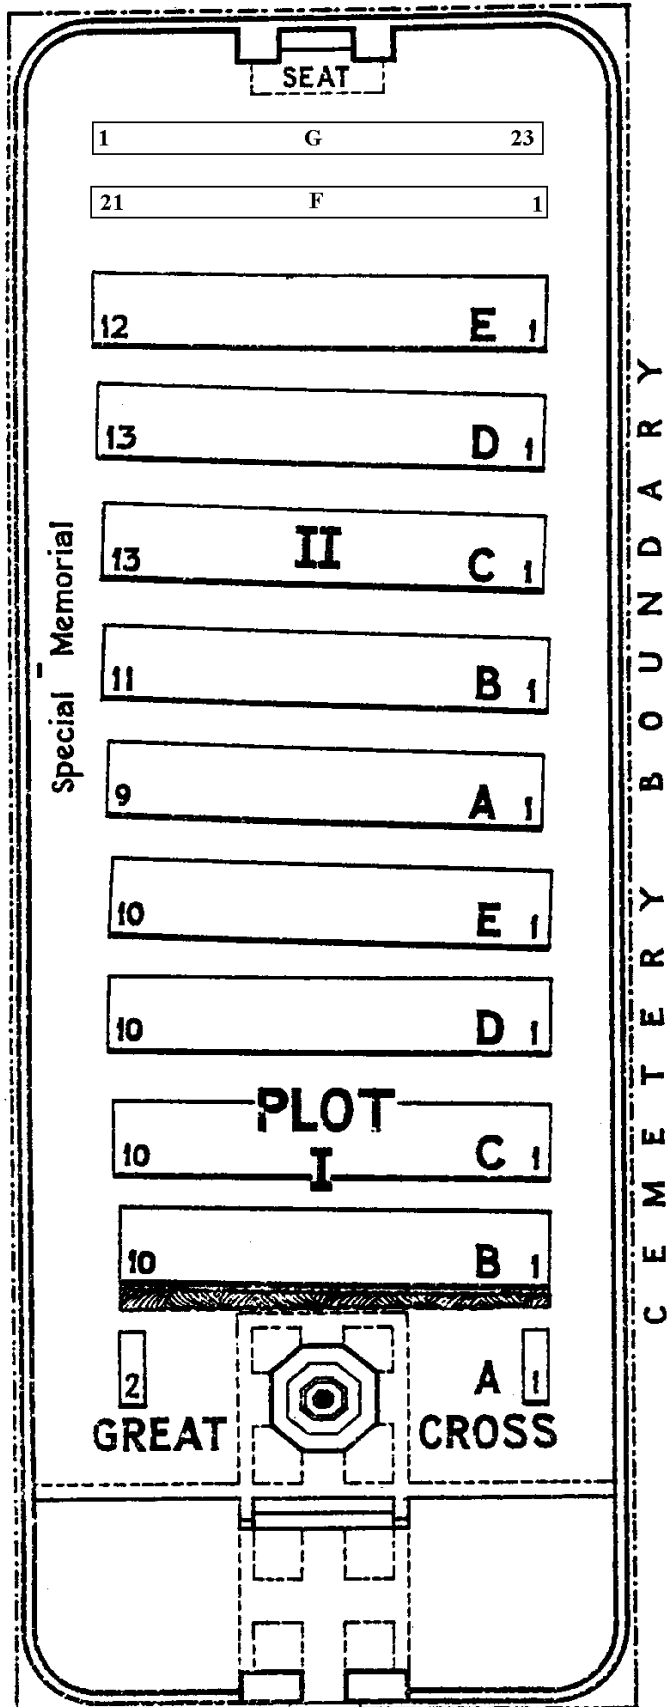 SEAT
1 G 23
21 F 1
12 E 1
13 D 1
13 II C 1
11 B 1
9 A 1
10 E 1
10 D 1
PLOT
10 I C 1
10 B 1
2 A 1
GREAT CROSS
Special Memorial
CEMETERY BOUNDARY